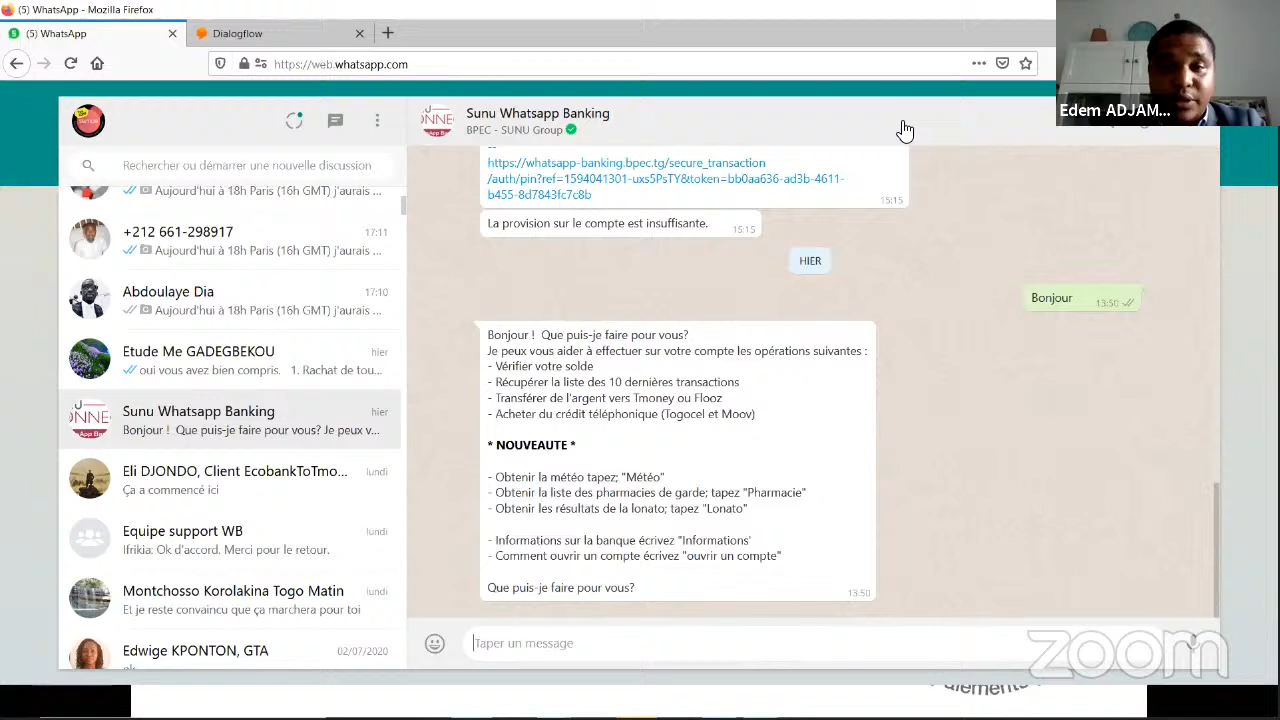 (5) WhatsApp - Mozilla Firefox
(5) WhatsApp
Dialogflow
https://web.whatsapp.com
Edem ADJAM...
Rechercher ou démarrer une nouvelle discussion
Aujourd'hui à 18h Paris (16h GMT) j'aurais ...
+212 661-298917
17:11
Aujourd'hui à 18h Paris (16h GMT) j'aurais ...
Abdoulaye Dia
17:10
Aujourd'hui à 18h Paris (16h GMT) j'aurais ...
Etude Me GADEGBEKOU
hier
oui vous avez bien compris. 1. Rachat de tou...
Sunu Whatsapp Banking
hier
Bonjour ! Que puis-je faire pour vous? Je peux v...
Eli DJONDO, Client EcobankToTmo...
lundi
Ça a commencé ici
Equipe support WB
lundi
Ifrikia: Ok d'accord. Merci pour le retour.
Montchosso Korolakina Togo Matin
lundi
Et je reste convaincu que ça marchera pour toi
Edwige KPONTON, GTA
02/07/2020
Sunu Whatsapp Banking
BPEC - SUNU Group
https://whatsapp-banking.bpec.tg/secure_transaction
/auth/pin?ref=1594041301-uxs5PsTY&token=bb0aa636-ad3b-4611-
b455-8d7843fc7c8b
15:15
La provision sur le compte est insuffisante.
15:15
HIER
Bonjour
13:50
Bonjour ! Que puis-je faire pour vous?
Je peux vous aider à effectuer sur votre compte les opérations suivantes :
- Vérifier votre solde
- Récupérer la liste des 10 dernières transactions
- Transférer de l'argent vers Tmoney ou Flooz
- Acheter du crédit téléphonique (Togocel et Moov)
* NOUVEAUTE *
- Obtenir la météo tapez; "Météo"
- Obtenir la liste des pharmacies de garde; tapez "Pharmacie"
- Obtenir les résultats de la lonato; tapez "Lonato"
- Informations sur la banque écrivez "Informations'
- Comment ouvrir un compte écrivez "ouvrir un compte"
Que puis-je faire pour vous?
13:50
Taper un message
zoom